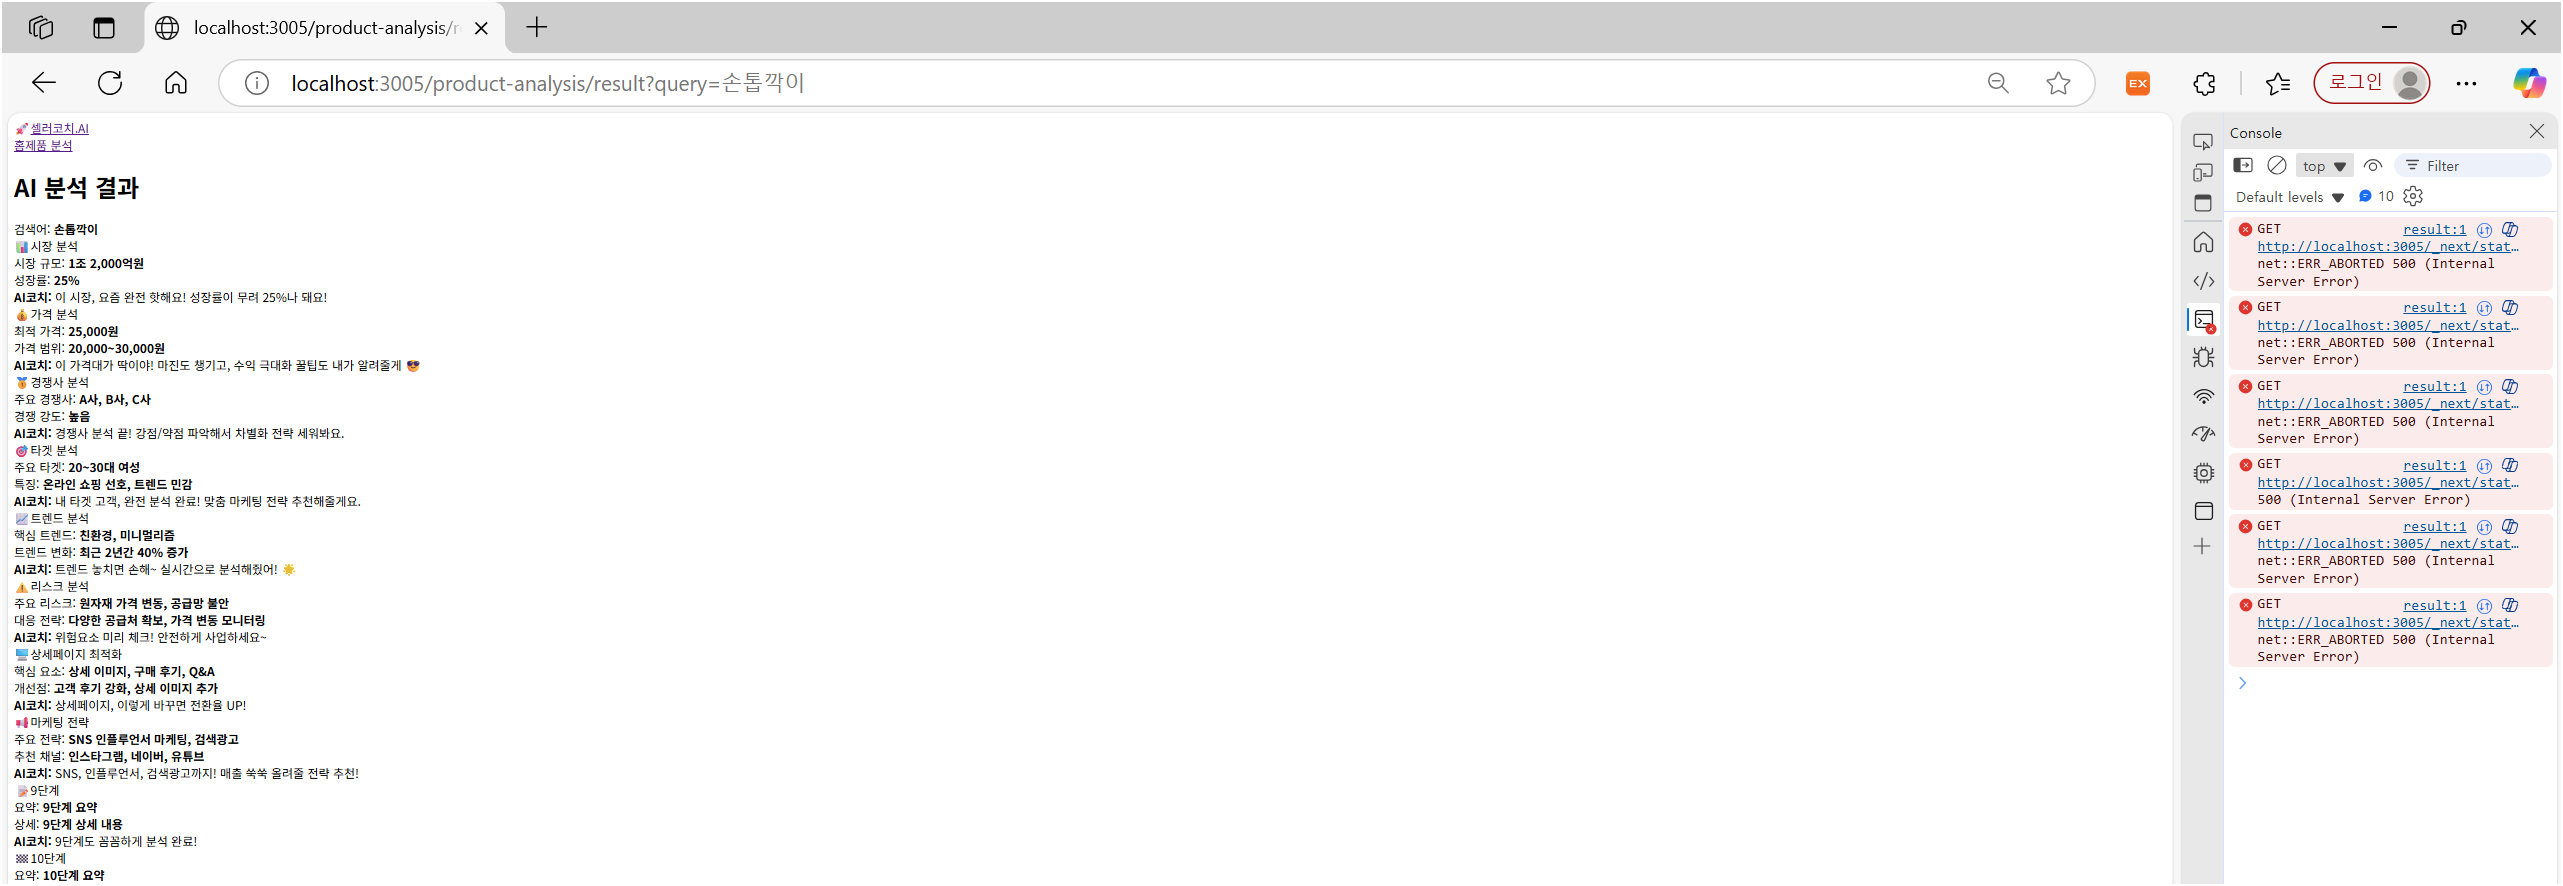 localhost:3005/product-analysis/r
localhost:3005/product-analysis/result?query=손톱깍이
EX
로그인
🚀 셀러코치.AI
홈제품 분석
AI 분석 결과
검색어: 손톱깍이
📊 시장 분석
시장 규모: 1조 2,000억원
성장률: 25%
AI코치: 이 시장, 요즘 완전 핫해요! 성장률이 무려 25%나 돼요!
💰 가격 분석
최적 가격: 25,000원
가격 범위: 20,000~30,000원
AI코치: 이 가격대가 딱이야! 마진도 챙기고, 수익 극대화 꿀팁도 내가 알려줄게 😎
🥇 경쟁사 분석
주요 경쟁사: A사, B사, C사
경쟁 강도: 높음
AI코치: 경쟁사 분석 끝! 강점/약점 파악해서 차별화 전략 세워봐요.
🎯 타겟 분석
주요 타겟: 20~30대 여성
특징: 온라인 쇼핑 선호, 트렌드 민감
AI코치: 내 타겟 고객, 완전 분석 완료! 맞춤 마케팅 전략 추천해줄게요.
📈 트렌드 분석
핵심 트렌드: 친환경, 미니멀리즘
트렌드 변화: 최근 2년간 40% 증가
AI코치: 트렌드 놓치면 손해~ 실시간으로 분석해줬어! 🌟
⚠️ 리스크 분석
주요 리스크: 원자재 가격 변동, 공급망 불안
대응 전략: 다양한 공급처 확보, 가격 변동 모니터링
AI코치: 위험요소 미리 체크! 안전하게 사업하세요~
🖥️ 상세페이지 최적화
핵심 요소: 상세 이미지, 구매 후기, Q&A
개선점: 고객 후기 강화, 상세 이미지 추가
AI코치: 상세페이지, 이렇게 바꾸면 전환율 UP!
📢 마케팅 전략
주요 전략: SNS 인플루언서 마케팅, 검색광고
추천 채널: 인스타그램, 네이버, 유튜브
AI코치: SNS, 인플루언서, 검색광고까지! 매출 쑥쑥 올려줄 전략 추천!
📝 9단계
요약: 9단계 요약
상세: 9단계 상세 내용
AI코치: 9단계도 꼼꼼하게 분석 완료!
🏁 10단계
요약: 10단계 요약
Console
top
Filter
Default levels
10
GET result:1
http://localhost:3005/_next/stat…
net::ERR_ABORTED 500 (Internal
Server Error)
GET result:1
http://localhost:3005/_next/stat…
net::ERR_ABORTED 500 (Internal
Server Error)
GET result:1
http://localhost:3005/_next/stat…
net::ERR_ABORTED 500 (Internal
Server Error)
GET result:1
http://localhost:3005/_next/stat…
500 (Internal Server Error)
GET result:1
http://localhost:3005/_next/stat…
net::ERR_ABORTED 500 (Internal
Server Error)
GET result:1
http://localhost:3005/_next/stat…
net::ERR_ABORTED 500 (Internal
Server Error)